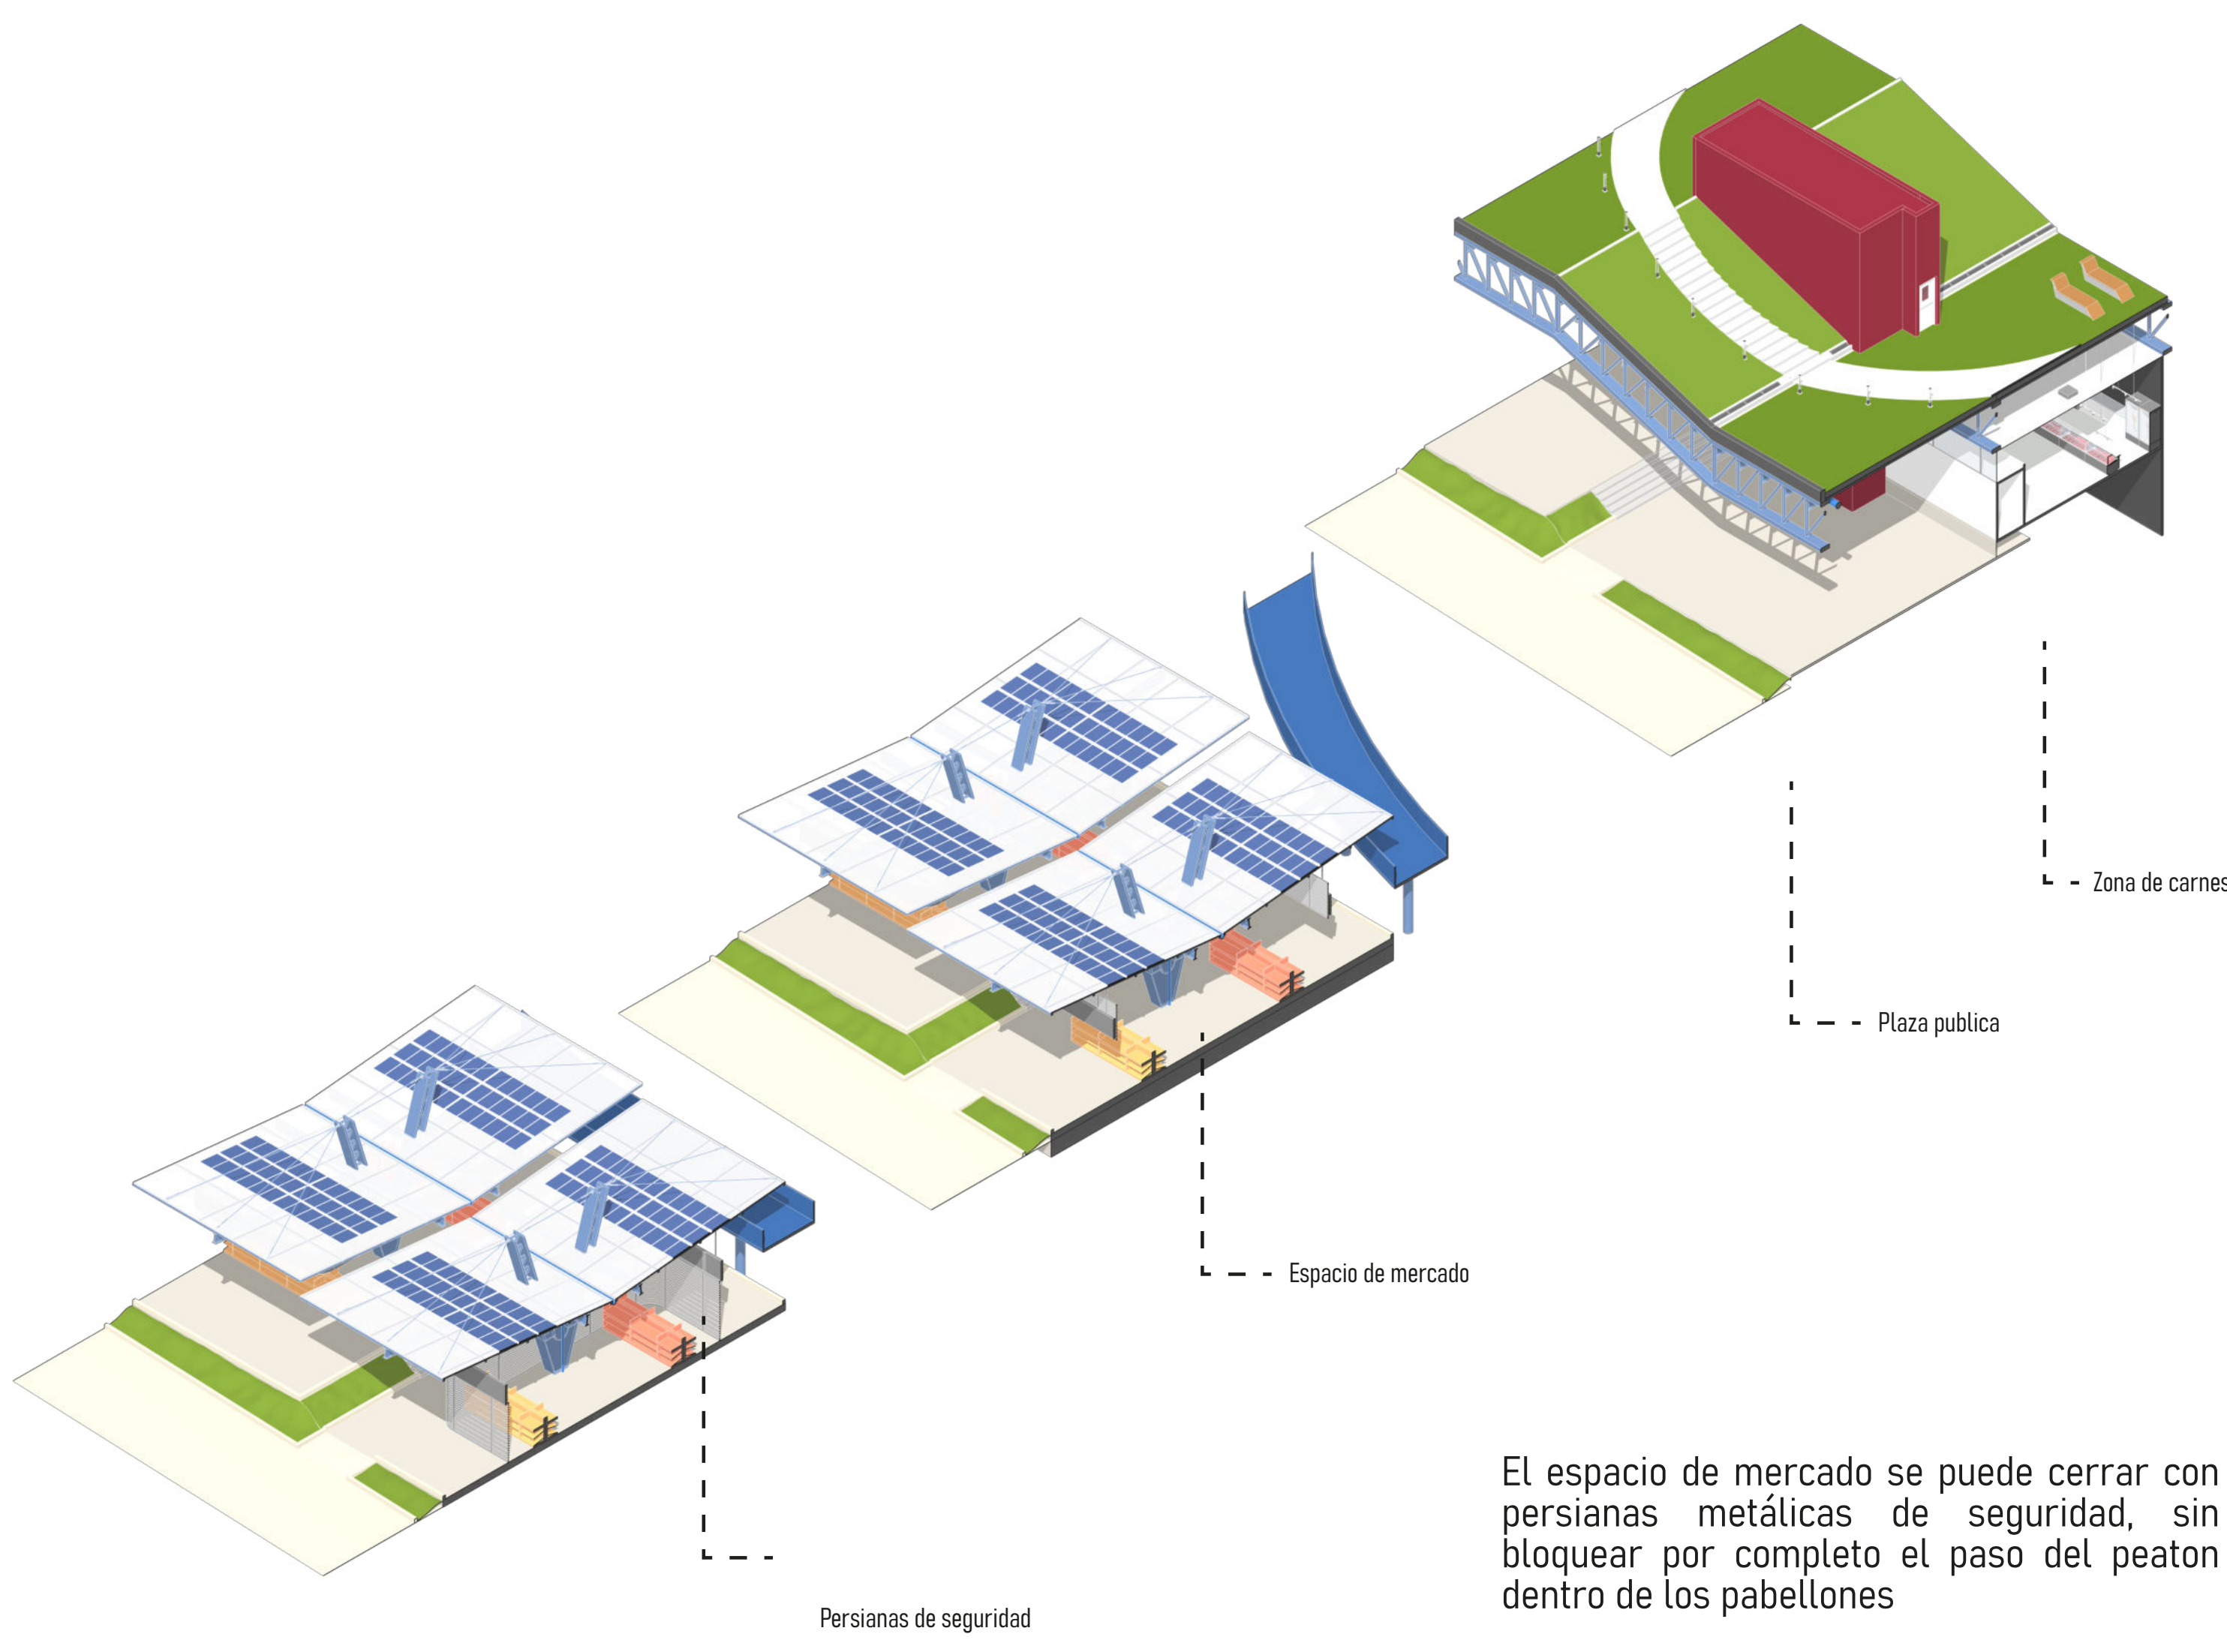 Zona de carnes
Plaza publica
Espacio de mercado
Persianas de seguridad
El espacio de mercado se puede cerrar con
persianas metálicas de seguridad, sin
bloquear por completo el paso del peaton
dentro de los pabellones